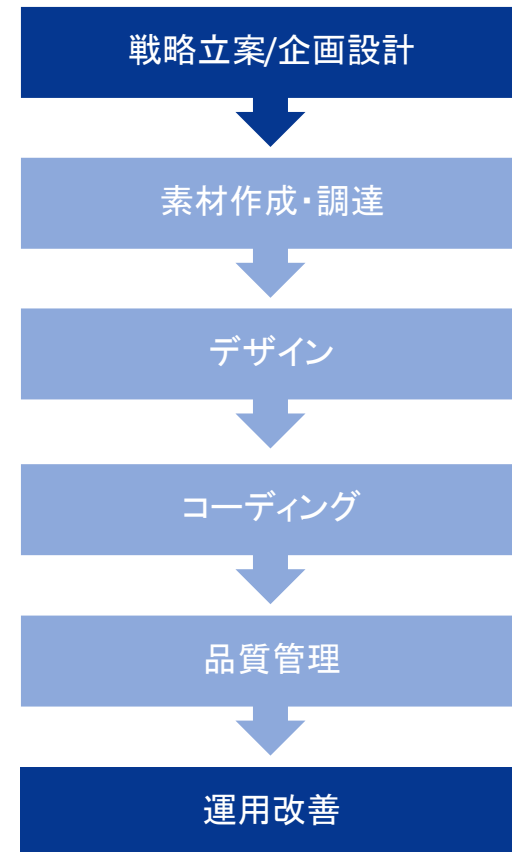 戦略立案/企画設計
素材作成・調達
デザイン
コーディング
品質管理
運用改善